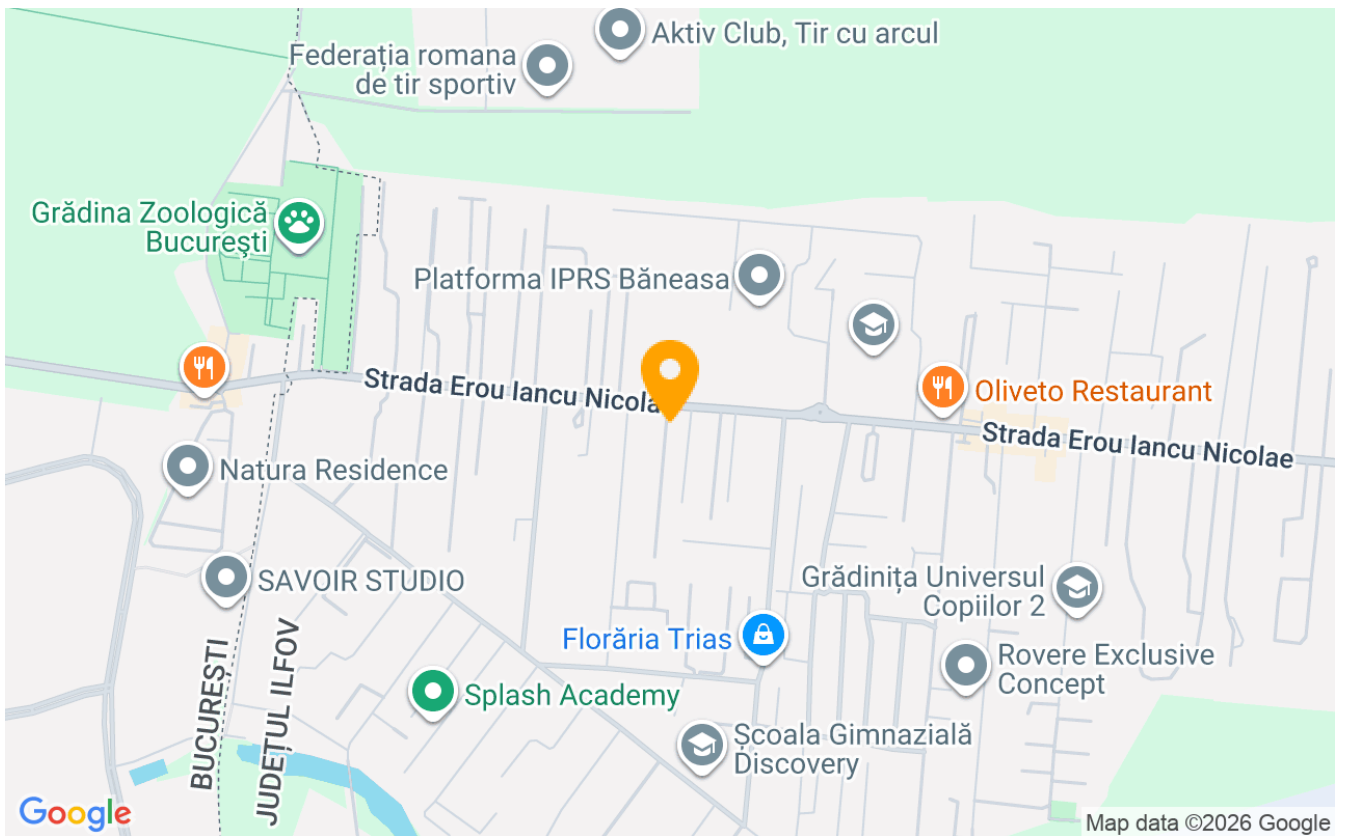 Aktiv Club, Tir cu arcul
Federația romana
de tir sportiv
Grădina Zoologică
București
Platforma IPRS Băneasa
Strada Erou Iancu Nicolae
Oliveto Restaurant
Strada Erou Iancu Nicolae
Natura Residence
SAVOIR STUDIO
Grădinița Universul
Copiilor 2
Florăria Trias
BUCUREȘTI
JUDEȚUL ILFOV
Rovere Exclusive
Concept
Splash Academy
Școala Gimnazială
Discovery
Google
Map data ©2026 Google